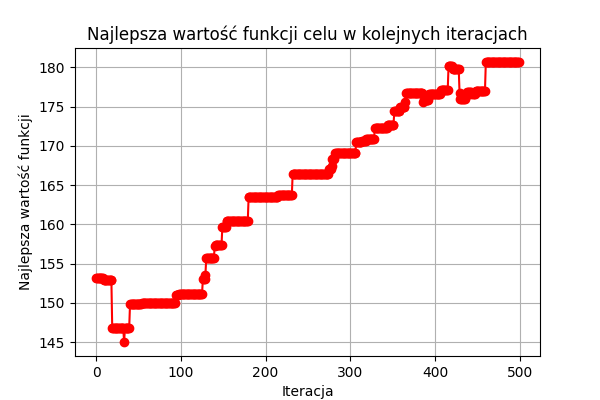 Najlepsza wartość funkcji celu w kolejnych iteracjach
Najlepsza wartość funkcji
180
175
170
165
160
155
150
145
0 100 200 300 400 500
Iteracja